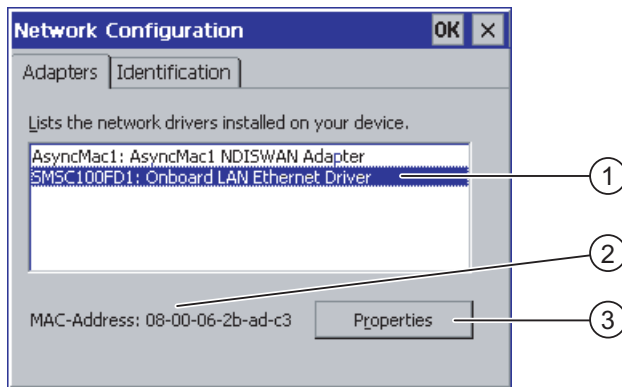 Network Configuration OK ×
Adapters Identification
Lists the network drivers installed on your device.
AsyncMac1: AsyncMac1 NDISWAN Adapter
SMSC100FD1: Onboard LAN Ethernet Driver
1
2
MAC-Address: 08-00-06-2b-ad-c3 Properties
3